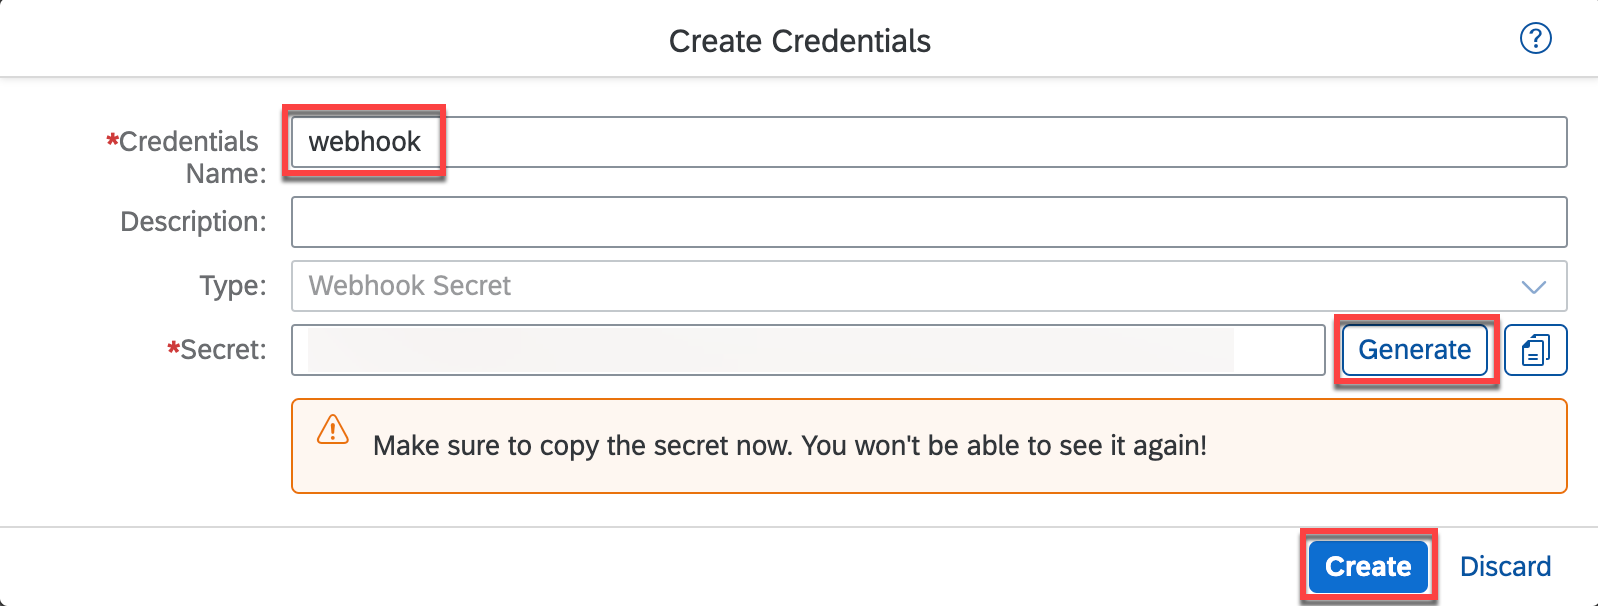 Create Credentials
?
*Credentials Name:
webhook
Description:
Type:
Webhook Secret
*Secret:
Generate
Make sure to copy the secret now. You won't be able to see it again!
Create
Discard